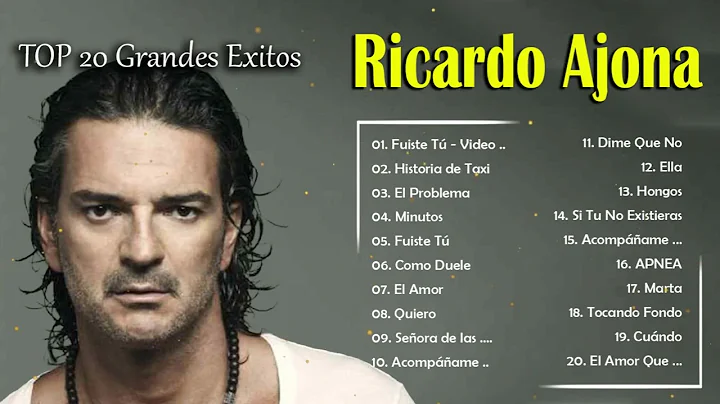 TOP 20 Grandes Exitos
Ricardo Ajona
01. Fuiste Tú - Video ..
02. Historia de Taxi
03. El Problema
04. Minutos
05. Fuiste Tú
06. Como Duele
07. El Amor
08. Quiero
09. Señora de las ....
10. Acompáñame ..
11. Dime Que No
12. Ella
13. Hongos
14. Si Tu No Existieras
15. Acompáñame ...
16. APNEA
17. Marta
18. Tocando Fondo
19. Cuándo
20. El Amor Que ...